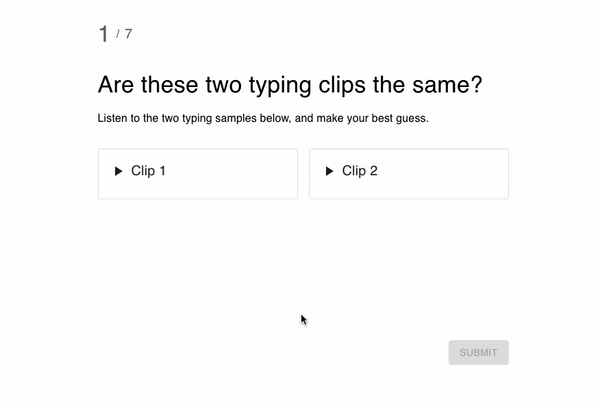 1 / 7
Are these two typing clips the same?
Listen to the two typing samples below, and make your best guess.
Clip 1
Clip 2
SUBMIT